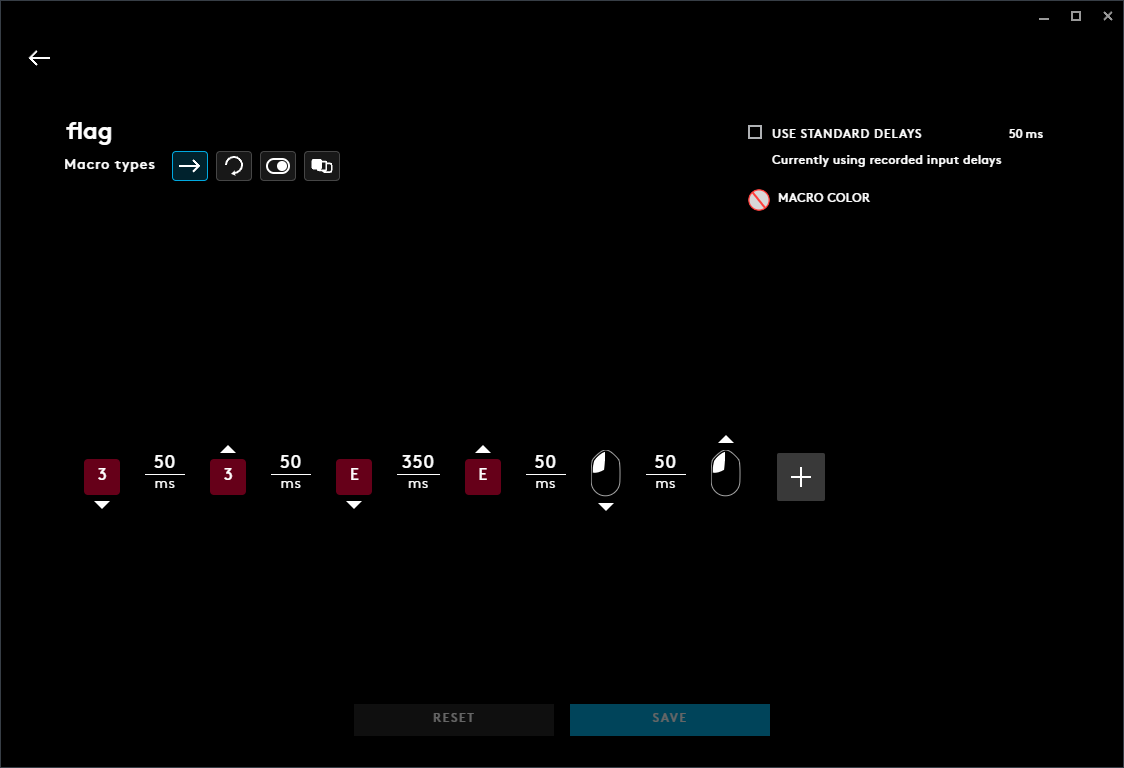 flag
Macro types
USE STANDARD DELAYS 50 ms
Currently using recorded input delays
MACRO COLOR
3 50 ms 3 50 ms E 350 ms E 50 ms 50 ms
RESET SAVE